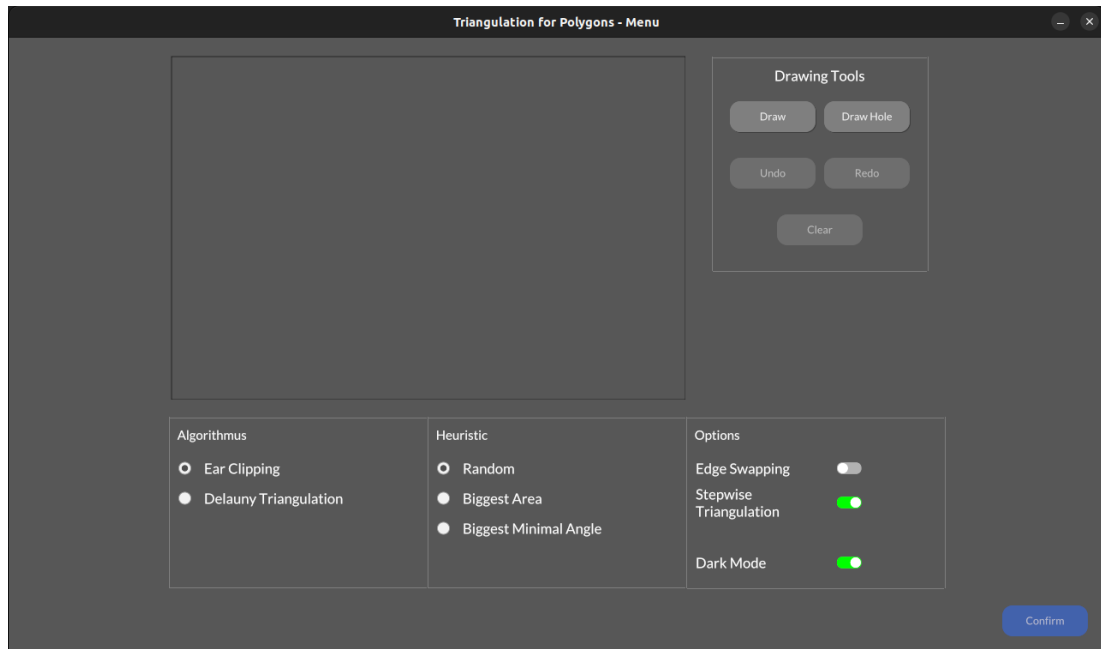 Triangulation for Polygons - Menu
Drawing Tools
Draw
Draw Hole
Undo
Redo
Clear
Algorithmus
Ear Clipping
Delauny Triangulation
Heuristic
Random
Biggest Area
Biggest Minimal Angle
Options
Edge Swapping
Stepwise
Triangulation
Dark Mode
Confirm